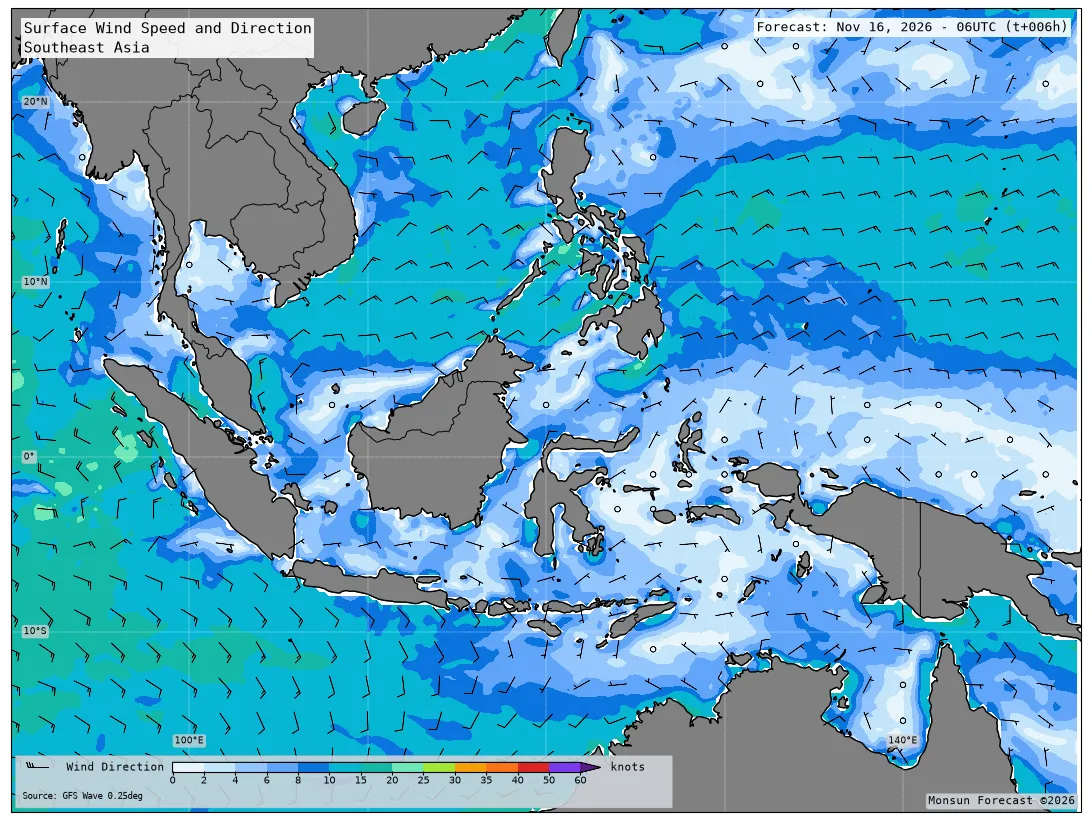 Surface Wind Speed and Direction
Southeast Asia
Forecast: Nov 16, 2026 - 06UTC (t+006h)
20°N
10°N
0°
10°S
100°E
140°E
Wind Direction
0 2 4 6 8 10 15 20 25 30 35 40 50 60
knots
Source: GFS Wave 0.25deg
Monsun Forecast ©2026